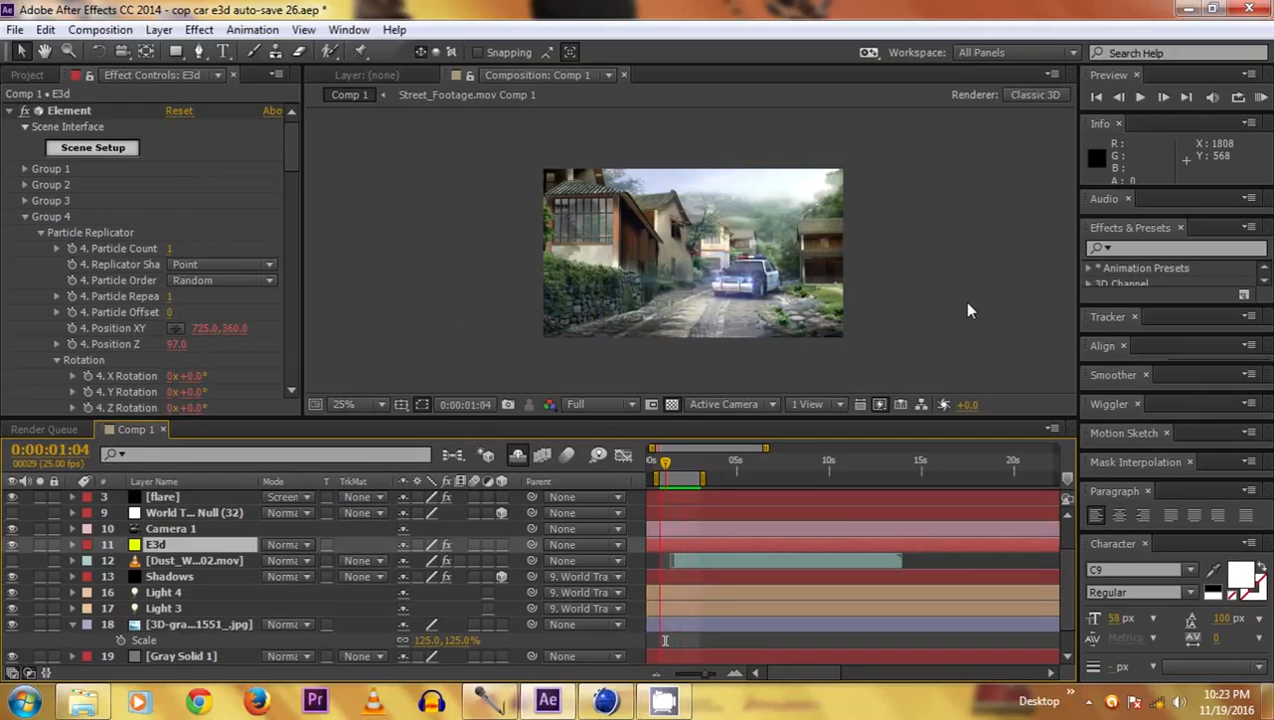 Adobe After Effects CC 2014 - cop car e3d auto-save 26.aep *
File Edit Composition Layer Effect Animation View Window Help
Snapping
Workspace: All Panels
Search Help
Project
Effect Controls: E3d
Layer: (none)
Composition: Comp 1
Preview
Comp 1 • E3d
Comp 1
Street_Footage.mov Comp 1
Renderer: Classic 3D
Element Reset Abo
Scene Interface
Scene Setup
Group 1
Group 2
Group 3
Group 4
Particle Replicator
4. Particle Count 1
4. Replicator Sha Point
4. Particle Order Random
4. Particle Repea 1
4. Particle Offset 0
4. Position XY 725.0,360.0
4. Position Z 97.0
Rotation
4. X Rotation 0x+0.0°
4. Y Rotation 0x+0.0°
4. Z Rotation 0x+0.0°
Info
R :
G :
B :
A : 0
X : 1808
Y : 568
Audio
Effects & Presets
* Animation Presets
3D Channel
Tracker
Align
Smoother
Wiggler
Motion Sketch
Mask Interpolation
Paragraph
Character
C9
Regular
58 px
100 %
Metrics
0
- px
25%
0:00:01:04
Full
Active Camera
1 View
+0.0
Render Queue
Comp 1
0:00:01:04
00029 (25.00 fps)
00s 05s 10s 15s 20s
# Layer Name Mode T TrkMat Parent
3 [flare] Screen None None
9 World T... Null (32) Norma None None
10 Camera 1 None
11 E3d Norma None None
12 [Dust_W...02.mov] Norma None None
13 Shadows Norma None 9. World Tra
16 Light 4 9. World Tra
17 Light 3 9. World Tra
18 [3D-gra...1551_.jpg] Norma None None
Scale 125.0,125.0%
19 [Gray Solid 1] Norma None None
Pr
Ae
Desktop
10:23 PM
11/19/2016